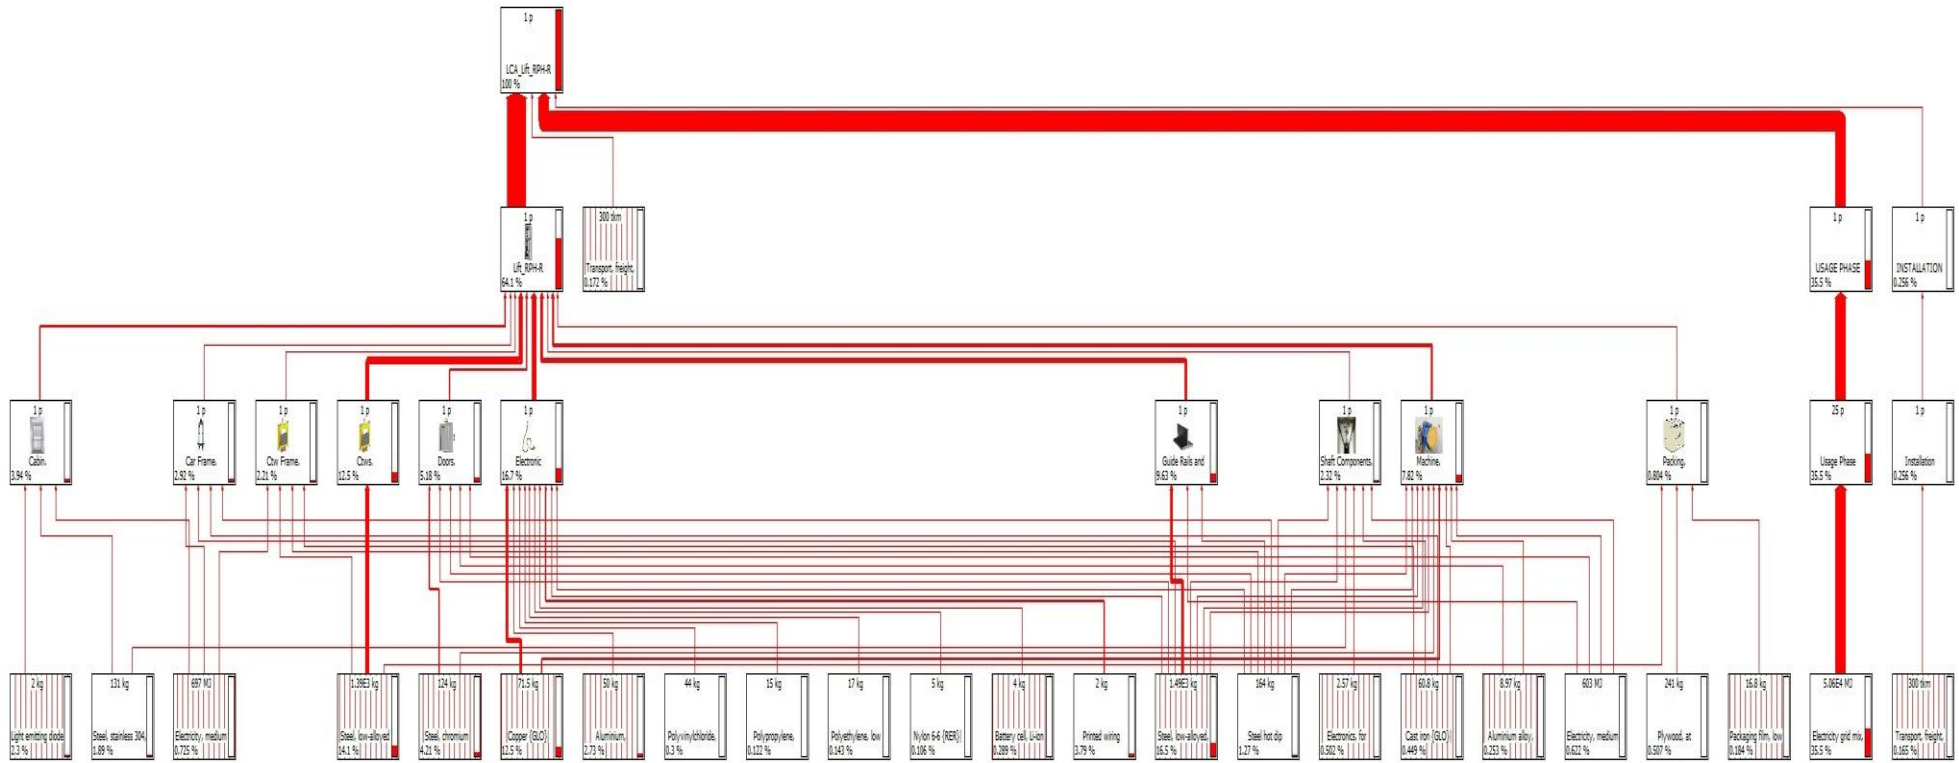 1 p
LCA_Lift_RPH-R
100 %
1 p
Lift_RPH-R
64.1 %
300 tkm
Transport, freight,
0.172 %
1 p
USAGE PHASE
35.5 %
1 p
INSTALLATION
0.256 %
1 p
Cabin.
3.94 %
1 p
Car Frame.
2.92 %
1 p
Ctw Frame.
2.21 %
1 p
Ctws.
12.5 %
1 p
Doors.
5.18 %
1 p
Electronic
16.7 %
1 p
Guide Rails and
9.63 %
1 p
Shaft Components.
2.32 %
1 p
Machine.
7.82 %
1 p
Packing.
0.804 %
25 p
Usage Phase
35.5 %
1 p
Installation
0.256 %
2 kg
Light emitting diode
2.3 %
131 kg
Steel, stainless 304,
1.89 %
697 MJ
Electricity, medium
0.725 %
1.39E3 kg
Steel, low-alloyed
14.1 %
124 kg
Steel, chromium
4.21 %
71.5 kg
Copper {GLO}|
12.5 %
50 kg
Aluminium,
2.73 %
44 kg
Polyvinylchloride,
0.3 %
15 kg
Polypropylene,
0.122 %
17 kg
Polyethylene, low
0.143 %
5 kg
Nylon 6-6 {RER}|
0.106 %
4 kg
Battery cell, Li-ion
0.289 %
2 kg
Printed wiring
3.79 %
1.49E3 kg
Steel, low-alloyed,
16.5 %
164 kg
Steel hot dip
1.27 %
2.57 kg
Electronics, for
0.502 %
60.8 kg
Cast iron {GLO}|
0.449 %
8.97 kg
Aluminium alloy,
0.253 %
603 MJ
Electricity, medium
0.622 %
241 kg
Plywood, at
0.507 %
16.8 kg
Packaging film, low
0.184 %
5.06E4 MJ
Electricity grid mix,
35.5 %
300 tkm
Transport, freight,
0.165 %